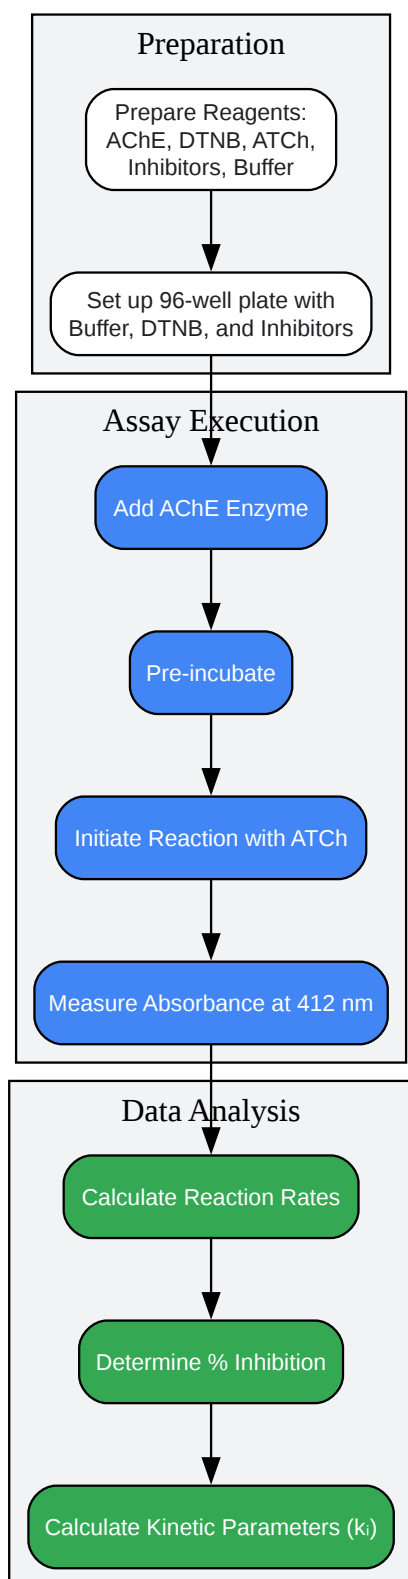 Preparation
Prepare Reagents:
AChE, DTNB, ATCh,
Inhibitors, Buffer
Set up 96-well plate with
Buffer, DTNB, and Inhibitors
Assay Execution
Add AChE Enzyme
Pre-incubate
Initiate Reaction with ATCh
Measure Absorbance at 412 nm
Data Analysis
Calculate Reaction Rates
Determine % Inhibition
Calculate Kinetic Parameters (kᵢ)